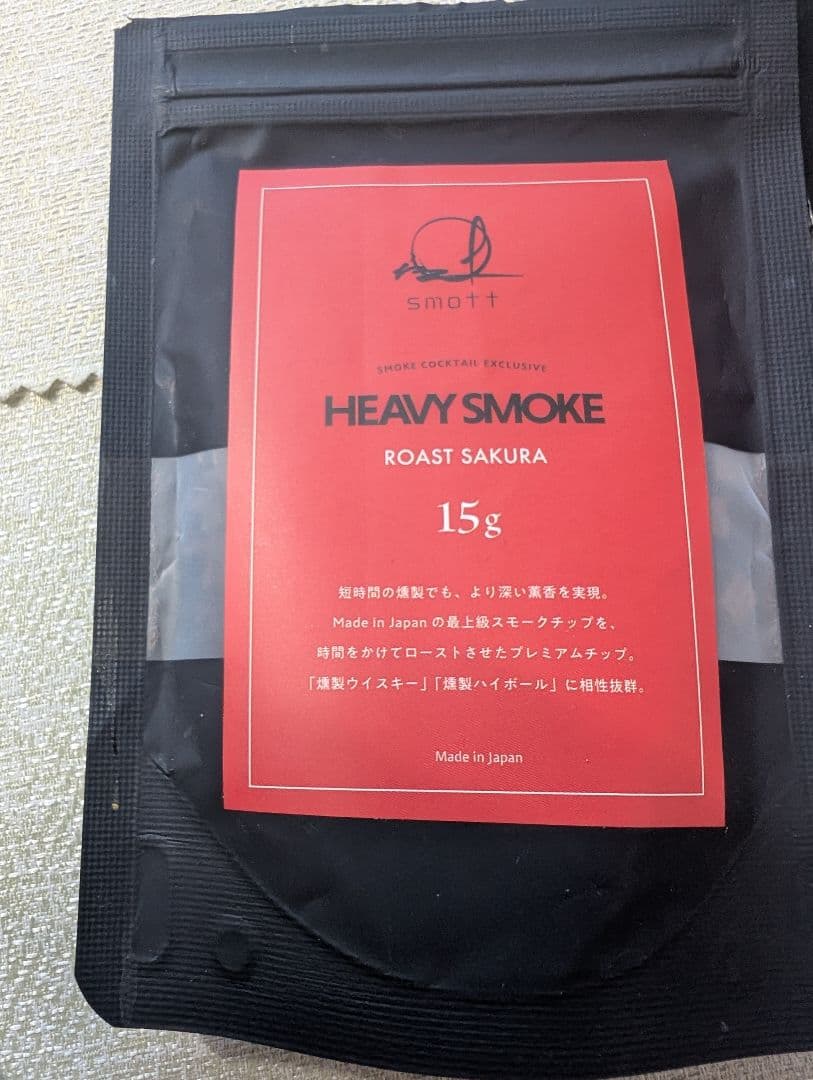 smott
SMOKE COCKTAIL EXCLUSIVE
HEAVY SMOKE
ROAST SAKURA
15g
短時間の燻製でも、より深い薫香を実現。
Made in Japan の最上級スモークチップを、
時間をかけてローストさせたプレミアムチップ。
「燻製ウイスキー」「燻製ハイボール」に相性抜群。
Made in Japan